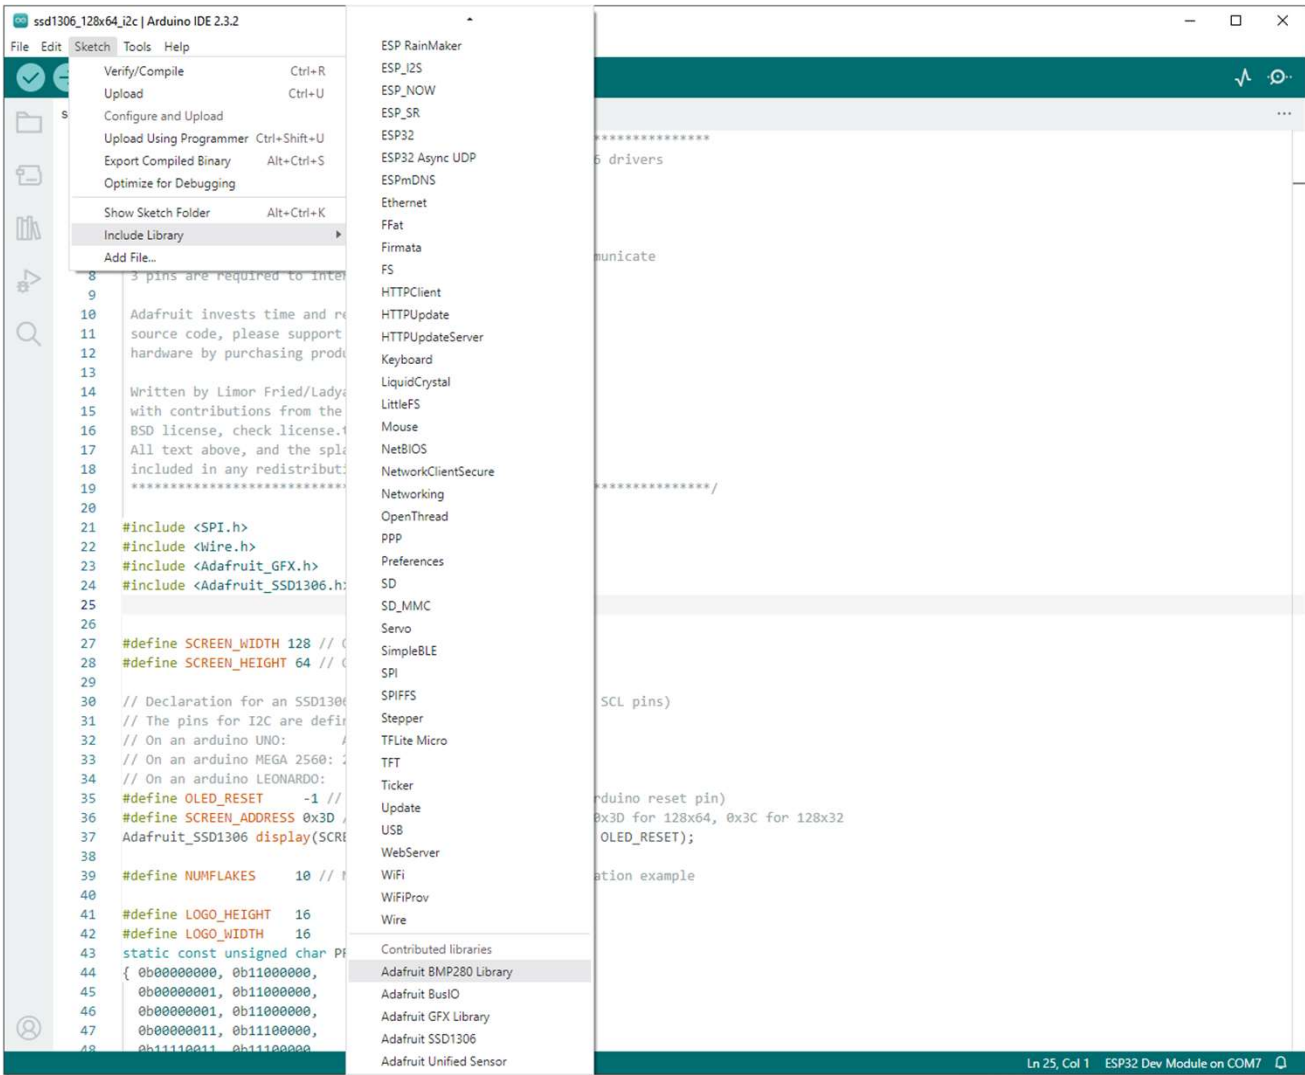 ssd1306_128x64_i2c | Arduino IDE 2.3.2
File Edit Sketch Tools Help
Verify/Compile Ctrl+R
Upload Ctrl+U
Configure and Upload
Upload Using Programmer Ctrl+Shift+U
Export Compiled Binary Alt+Ctrl+S
Optimize for Debugging
Show Sketch Folder Alt+Ctrl+K
Include Library
Add File...
ESP RainMaker
ESP_I2S
ESP_NOW
ESP_SR
ESP32
ESP32 Async UDP
ESPmDNS
Ethernet
FFat
Firmata
FS
HTTPClient
HTTPUpdate
HTTPUpdateServer
Keyboard
LiquidCrystal
LittleFS
Mouse
NetBIOS
NetworkClientSecure
Networking
OpenThread
PPP
Preferences
SD
SD_MMC
Servo
SimpleBLE
SPI
SPIFFS
Stepper
TFLite Micro
TFT
Ticker
Update
USB
WebServer
WiFi
WiFiProv
Wire
Contributed libraries
Adafruit BMP280 Library
Adafruit BusIO
Adafruit GFX Library
Adafruit SSD1306
Adafruit Unified Sensor
***************
drivers
municate
8 3 pins are required to inter
9
10 Adafruit invests time and re
11 source code, please support
12 hardware by purchasing produ
13
14 Written by Limor Fried/Ladya
15 with contributions from the
16 BSD license, check license.t
17 All text above, and the spla
18 included in any redistributi
19 **************************** ***************/
20
21 #include <SPI.h>
22 #include <Wire.h>
23 #include <Adafruit_GFX.h>
24 #include <Adafruit_SSD1306.h>
25
26
27 #define SCREEN_WIDTH 128 // O
28 #define SCREEN_HEIGHT 64 // O
29
30 // Declaration for an SSD1306 SCL pins)
31 // The pins for I2C are defin
32 // On an arduino UNO: A
33 // On an arduino MEGA 2560: 2
34 // On an arduino LEONARDO:
35 #define OLED_RESET -1 // rduino reset pin)
36 #define SCREEN_ADDRESS 0x3D / 0x3D for 128x64, 0x3C for 128x32
37 Adafruit_SSD1306 display(SCRE OLED_RESET);
38
39 #define NUMFLAKES 10 // N ation example
40
41 #define LOGO_HEIGHT 16
42 #define LOGO_WIDTH 16
43 static const unsigned char PR
44 { 0b00000000, 0b11000000,
45 0b00000001, 0b11000000,
46 0b00000001, 0b11000000,
47 0b00000011, 0b11100000,
48 0b11110011, 0b11100000
Ln 25, Col 1 ESP32 Dev Module on COM7